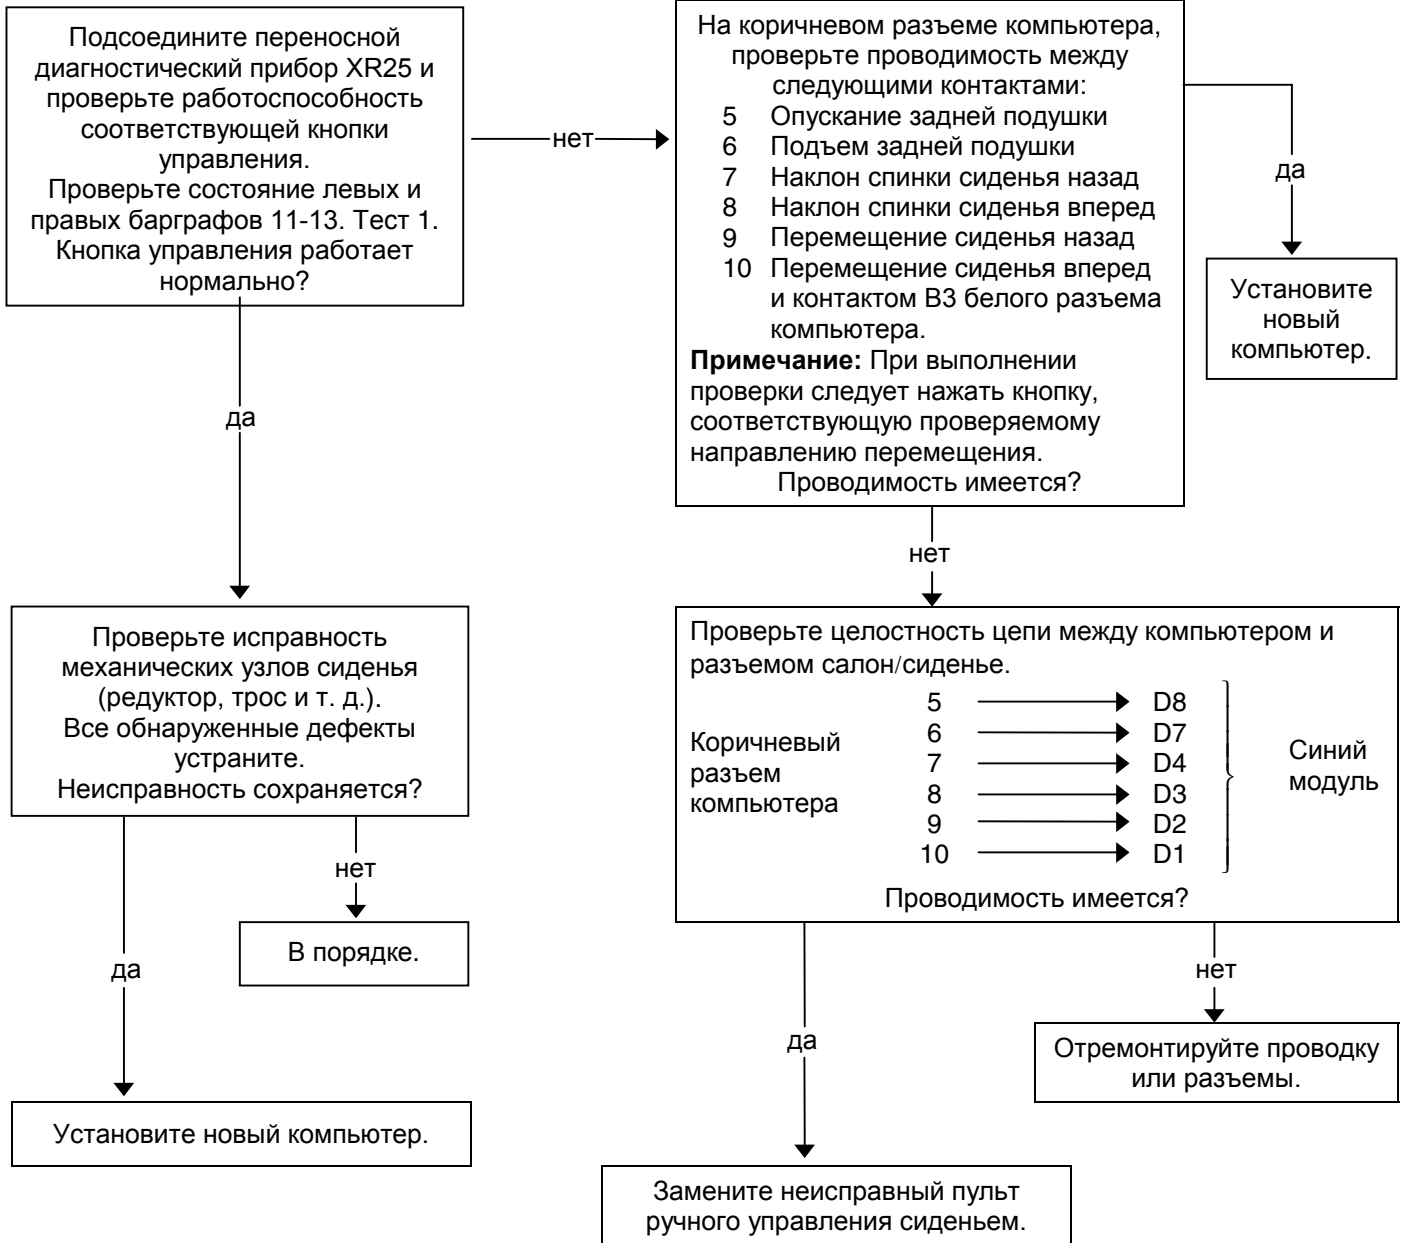 Подсоедините переносной
диагностический прибор XR25 и
проверьте работоспособность
соответствующей кнопки
управления.
Проверьте состояние левых и
правых барграфов 11-13. Тест 1.
Кнопка управления работает
нормально?
нет
На коричневом разъеме компьютера,
проверьте проводимость между
следующими контактами:
5 Опускание задней подушки
6 Подъем задней подушки
7 Наклон спинки сиденья назад
8 Наклон спинки сиденья вперед
9 Перемещение сиденья назад
10 Перемещение сиденья вперед
и контактом В3 белого разъема
компьютера.
Примечание: При выполнении
проверки следует нажать кнопку,
соответствующую проверяемому
направлению перемещения.
Проводимость имеется?
да
Установите
новый
компьютер.
да
нет
Проверьте исправность
механических узлов сиденья
(редуктор, трос и т. д.).
Все обнаруженные дефекты
устраните.
Неисправность сохраняется?
нет
В порядке.
да
Установите новый компьютер.
Проверьте целостность цепи между компьютером и
разъемом салон/сиденье.
Коричневый
разъем
компьютера
5 D8
6 D7
7 D4
8 D3
9 D2
10 D1
Синий
модуль
Проводимость имеется?
нет
Отремонтируйте проводку
или разъемы.
да
Замените неисправный пульт
ручного управления сиденьем.